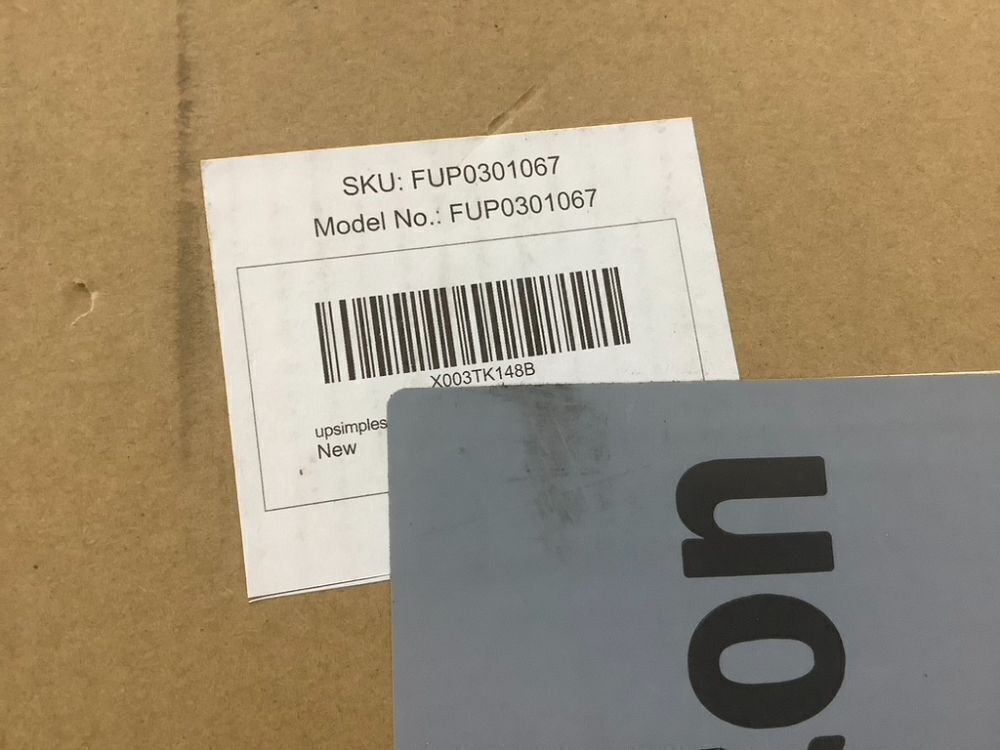 SKU: FUP0301067
Model No.: FUP0301067
X003TK148B
upsimples
New
on